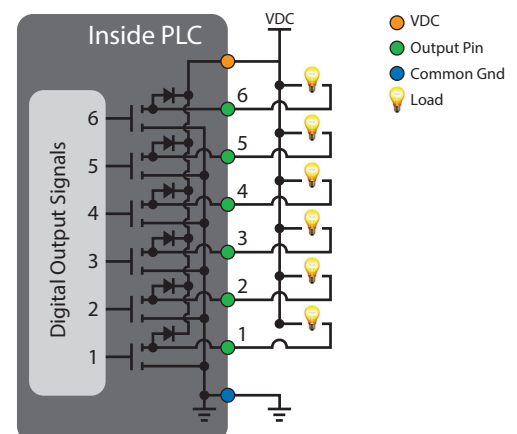 Inside PLC
VDC
VDC
Output Pin
Common Gnd
Load
Digital Output Signals
6
5
4
3
2
1
6
5
4
3
2
1